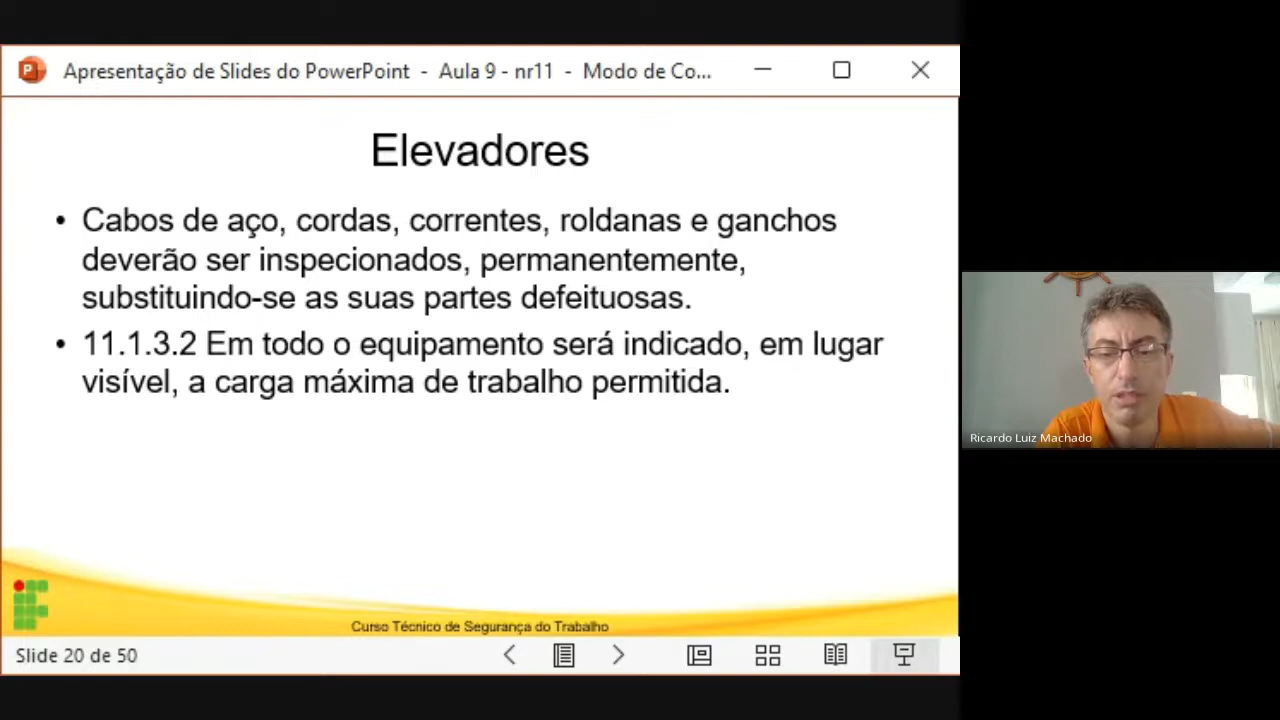 Apresentação de Slides do PowerPoint - Aula 9 - nr11 - Modo de Co...
Elevadores
• Cabos de aço, cordas, correntes, roldanas e ganchos
deverão ser inspecionados, permanentemente,
substituindo-se as suas partes defeituosas.
• 11.1.3.2 Em todo o equipamento será indicado, em lugar
visível, a carga máxima de trabalho permitida.
Ricardo Luiz Machado
Curso Técnico de Segurança do Trabalho
Slide 20 de 50